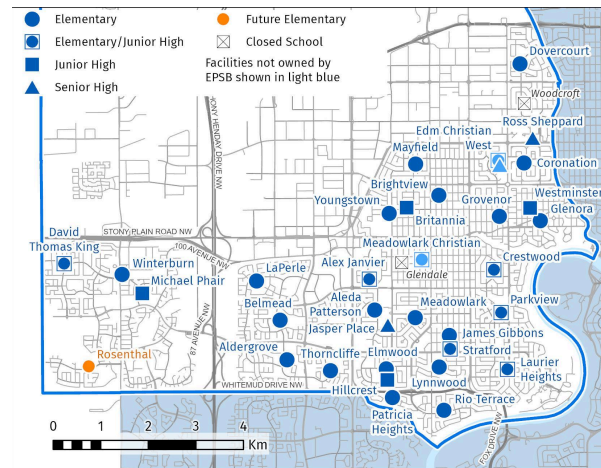 Elementary
Elementary/Junior High
Junior High
Senior High
Future Elementary
Closed School
Facilities not owned by
EPSB shown in light blue
Dovercourt
Woodcroft
Ross Sheppard
Edm Christian
West
Mayfield
Coronation
Brightview
Westminster
Youngstown
Grovenor
Glenora
Britannia
ANTHONY HENDAY DRIVE NW
STONY PLAIN ROAD NW
100 AVENUE NW
David
Thomas King
Winterburn
Michael Phair
Meadowlark Christian
Crestwood
LaPerle
Alex Janvier
Glendale
Belmead
Aleda
Patterson
Meadowlark
Parkview
Jasper Place
James Gibbons
87 AVENUE NW
Rosenthal
Aldergrove
Thorncliffe
Elmwood
Stratford
Laurier
Heights
WHITEMUD DRIVE NW
Hillcrest
Lynnwood
Patricia
Heights
Rio Terrace
FOX DRIVE NW
0 1 2 3 4
Km